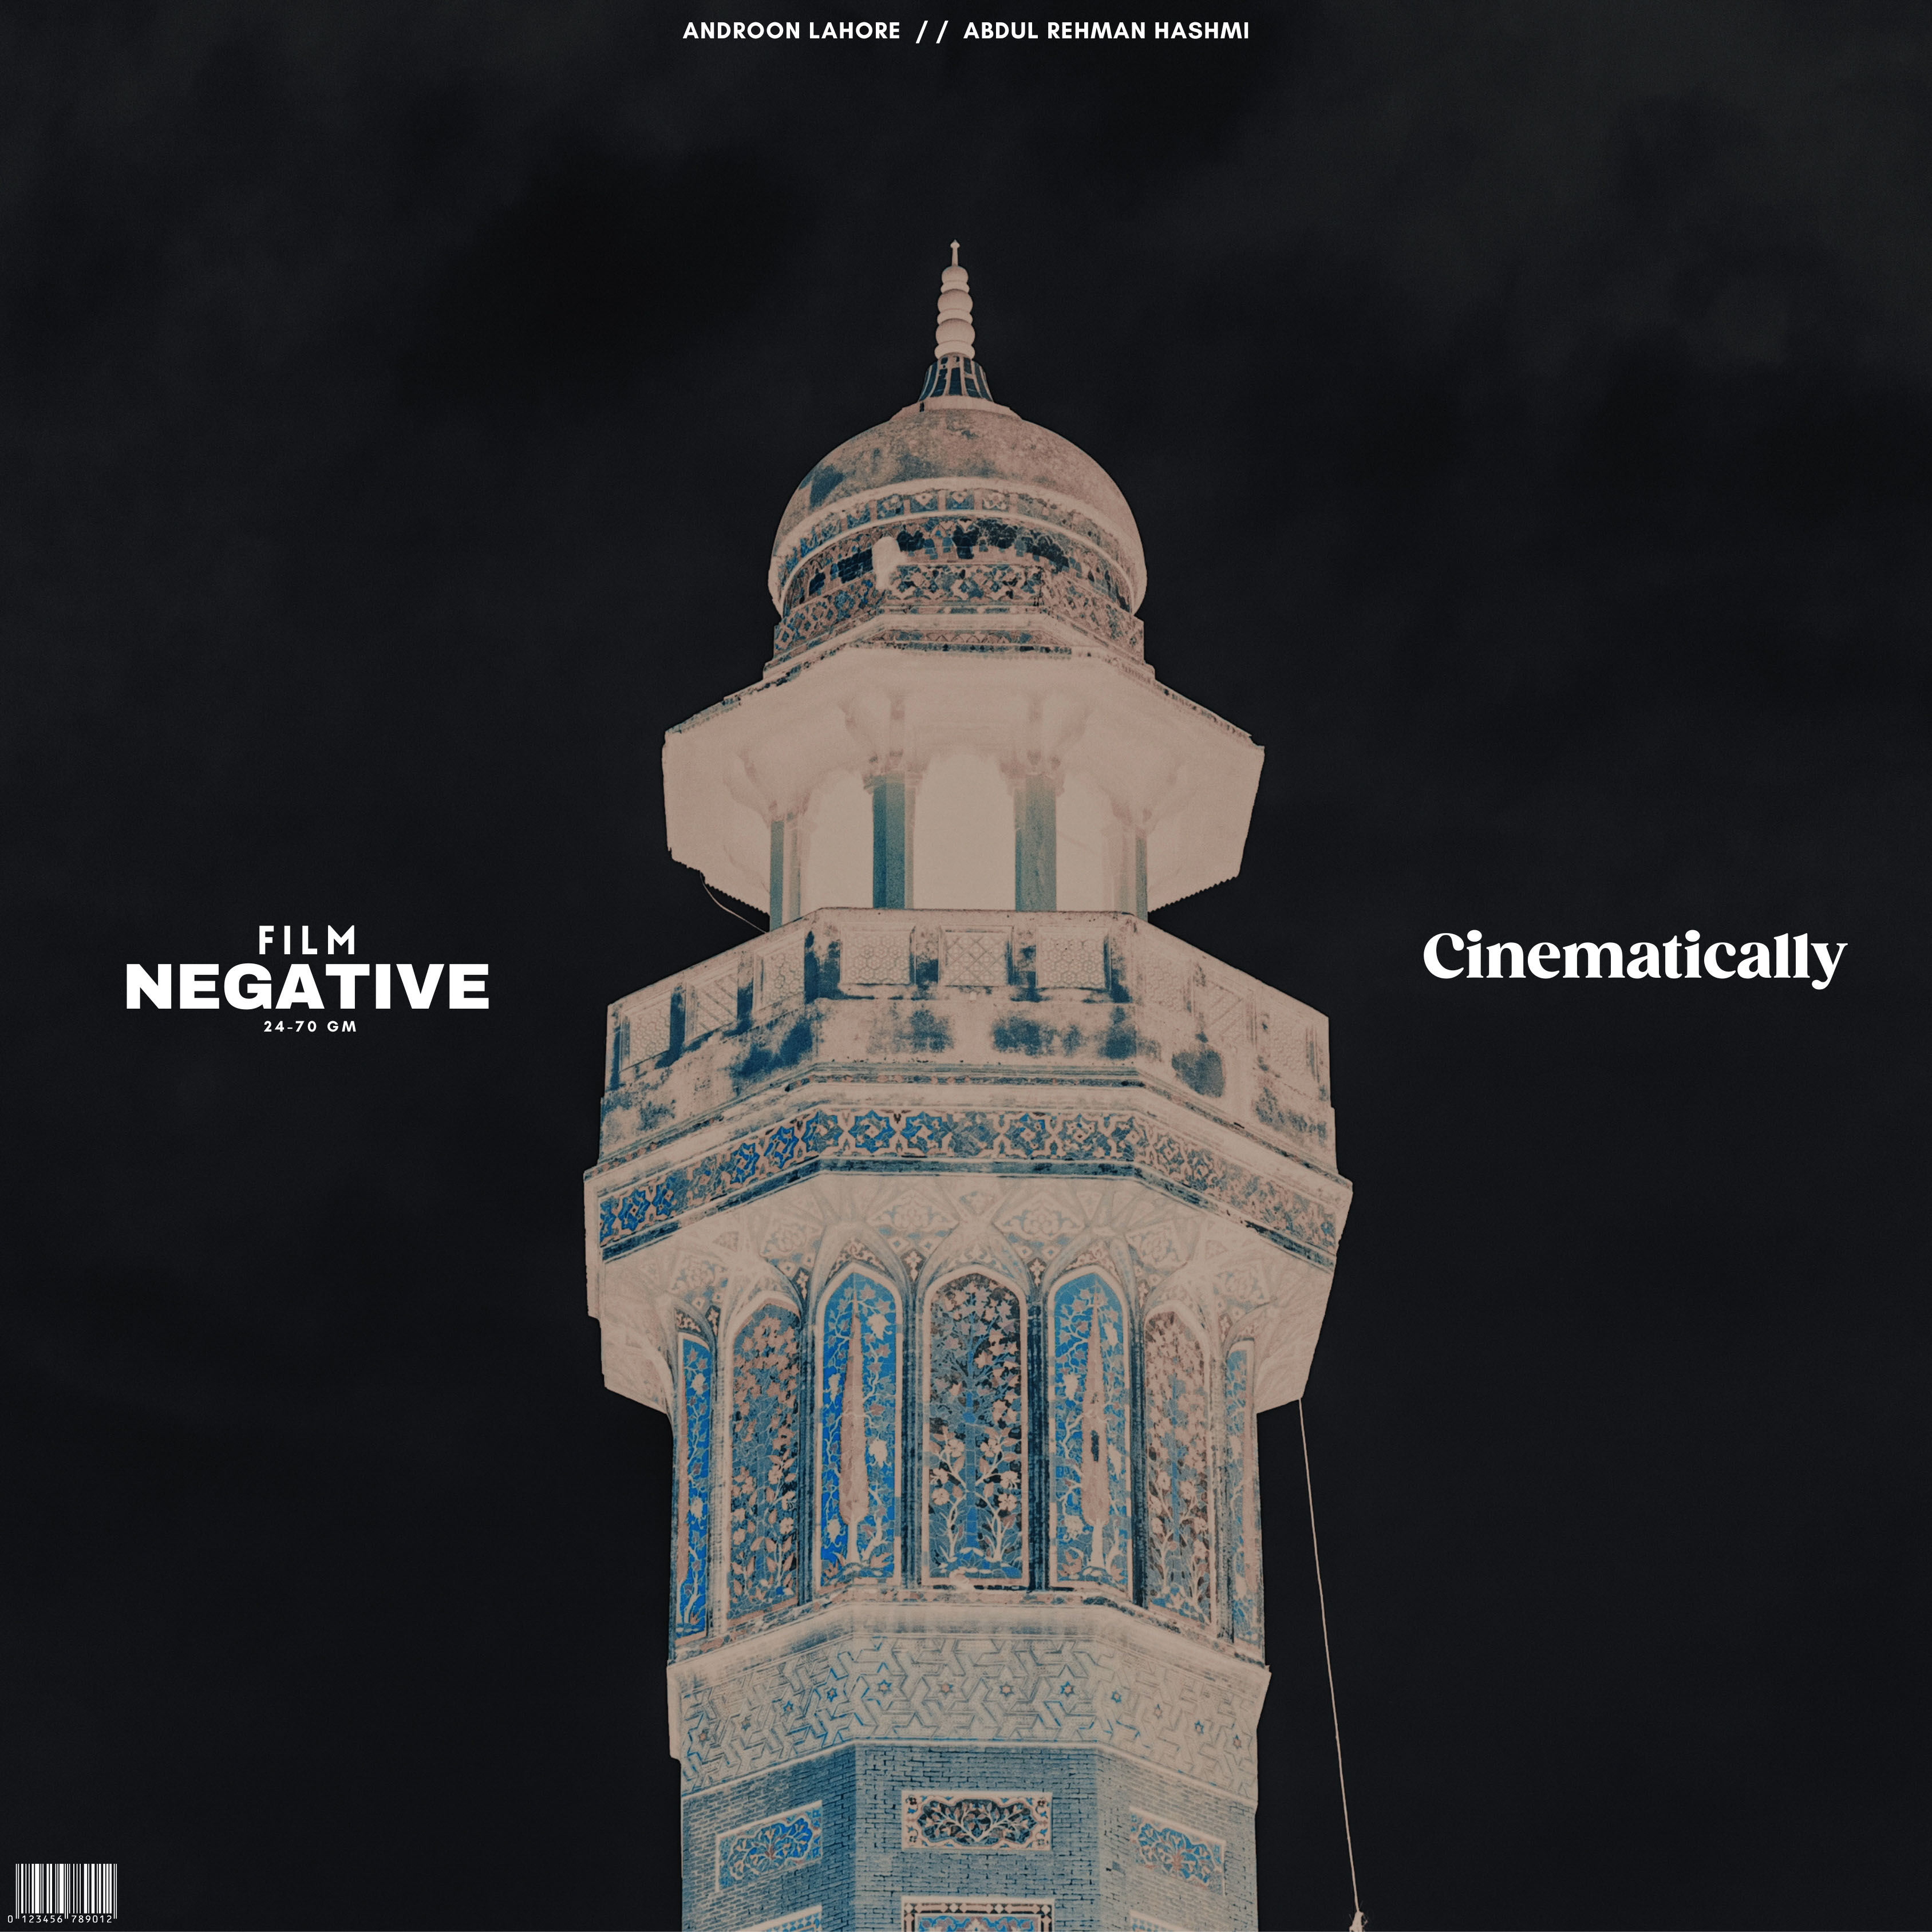 ANDROON LAHORE // ABDUL REHMAN HASHMI
FILM
NEGATIVE
24-70 GM
Cinematically
0 123456 789012